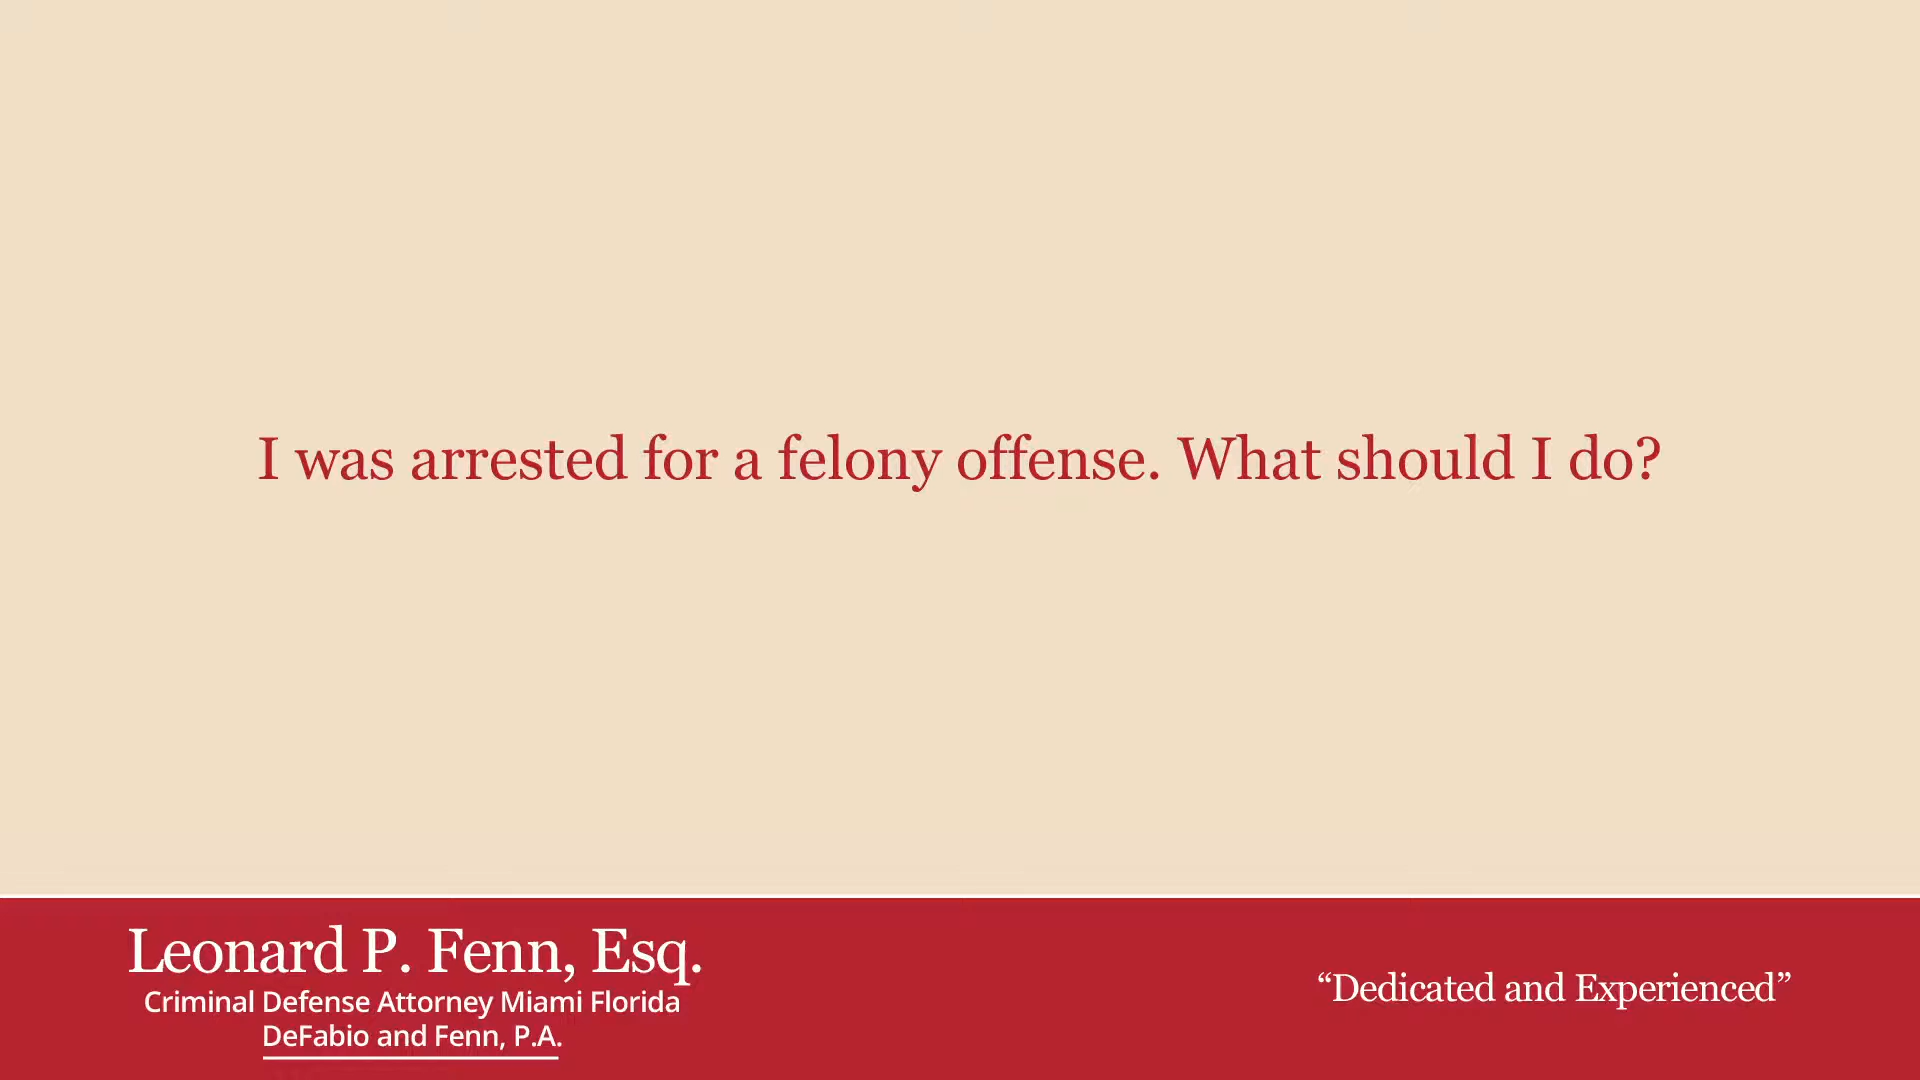 I was arrested for a felony offense. What should I do?
Leonard P. Fenn, Esq.
Criminal Defense Attorney Miami Florida
DeFabio and Fenn, P.A.
“Dedicated and Experienced”